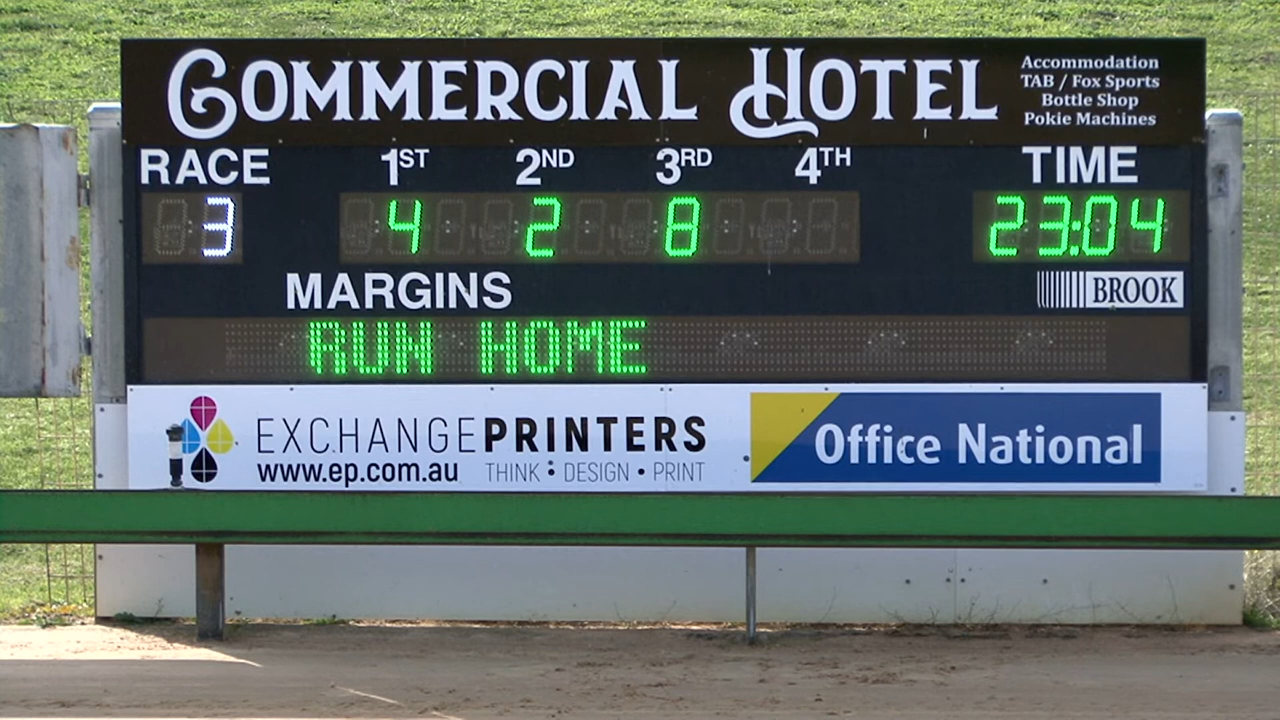 COMMERCIAL HOTEL
Accommodation
TAB / Fox Sports
Bottle Shop
Pokie Machines
RACE 1ST 2ND 3RD 4TH TIME
3 4 2 8 23:04
MARGINS
BROOK
RUN HOME
EXCHANGEPRINTERS
www.ep.com.au THINK • DESIGN • PRINT
Office National